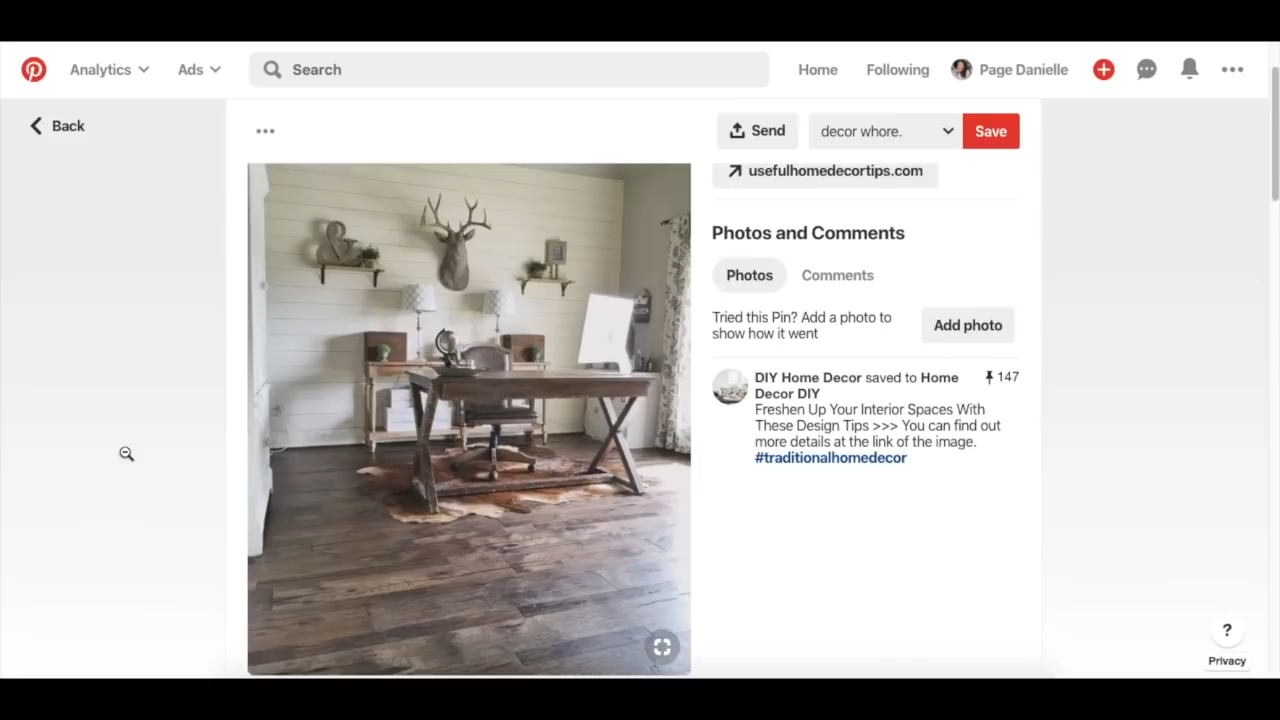 Analytics
Ads
Search
Home
Following
Page Danielle
Back
Send
decor whore.
Save
usefulhomedecortips.com
Photos and Comments
Photos
Comments
Tried this Pin? Add a photo to
show how it went
Add photo
DIY Home Decor saved to Home
Decor DIY
147
Freshen Up Your Interior Spaces With
These Design Tips >>> You can find out
more details at the link of the image.
#traditionalhomedecor
&
?
Privacy